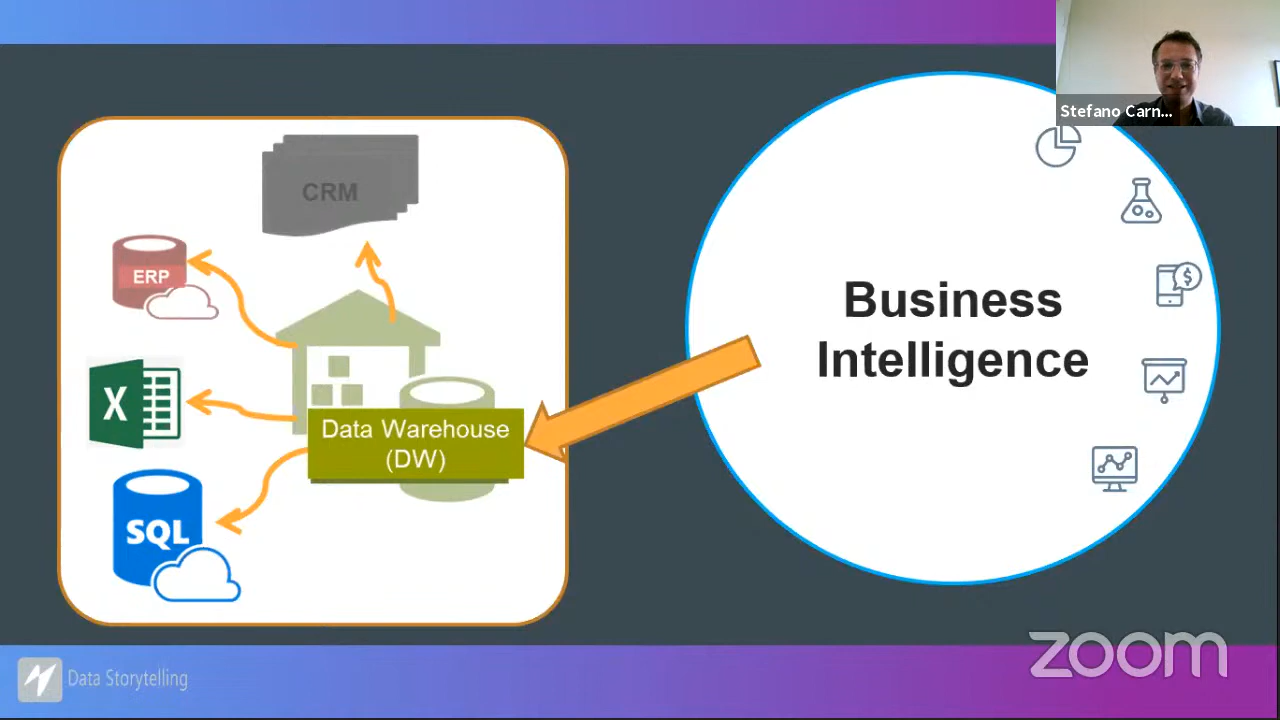 Stefano Carn...
CRM
ERP
X
Data Warehouse
(DW)
SQL
Business
Intelligence
$
Data Storytelling
zoom